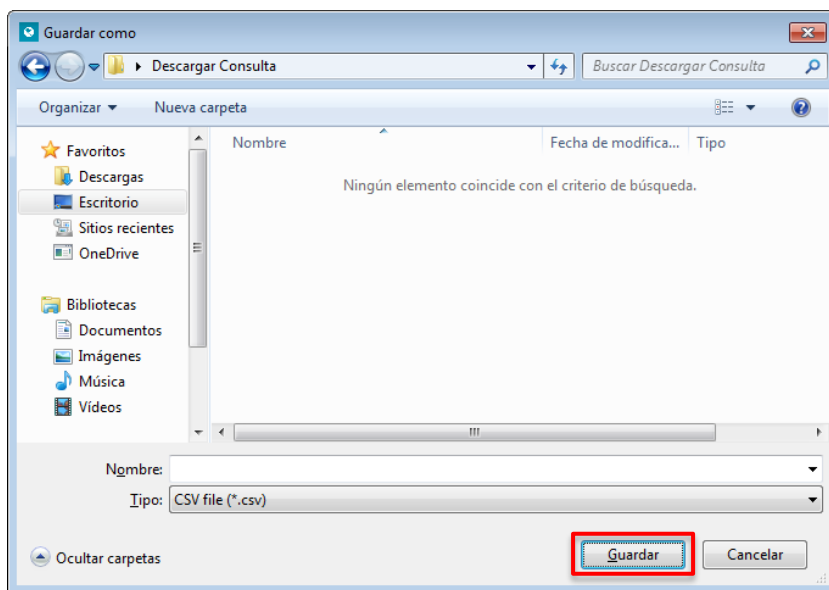 Guardar como
Descargar Consulta
Buscar Descargar Consulta
Organizar
Nueva carpeta
Favoritos
Descargas
Escritorio
Sitios recientes
OneDrive
Bibliotecas
Documentos
Imágenes
Música
Vídeos
Nombre
Fecha de modifica...
Tipo
Ningún elemento coincide con el criterio de búsqueda.
Nombre:
Tipo: CSV file (*.csv)
Ocultar carpetas
Guardar
Cancelar